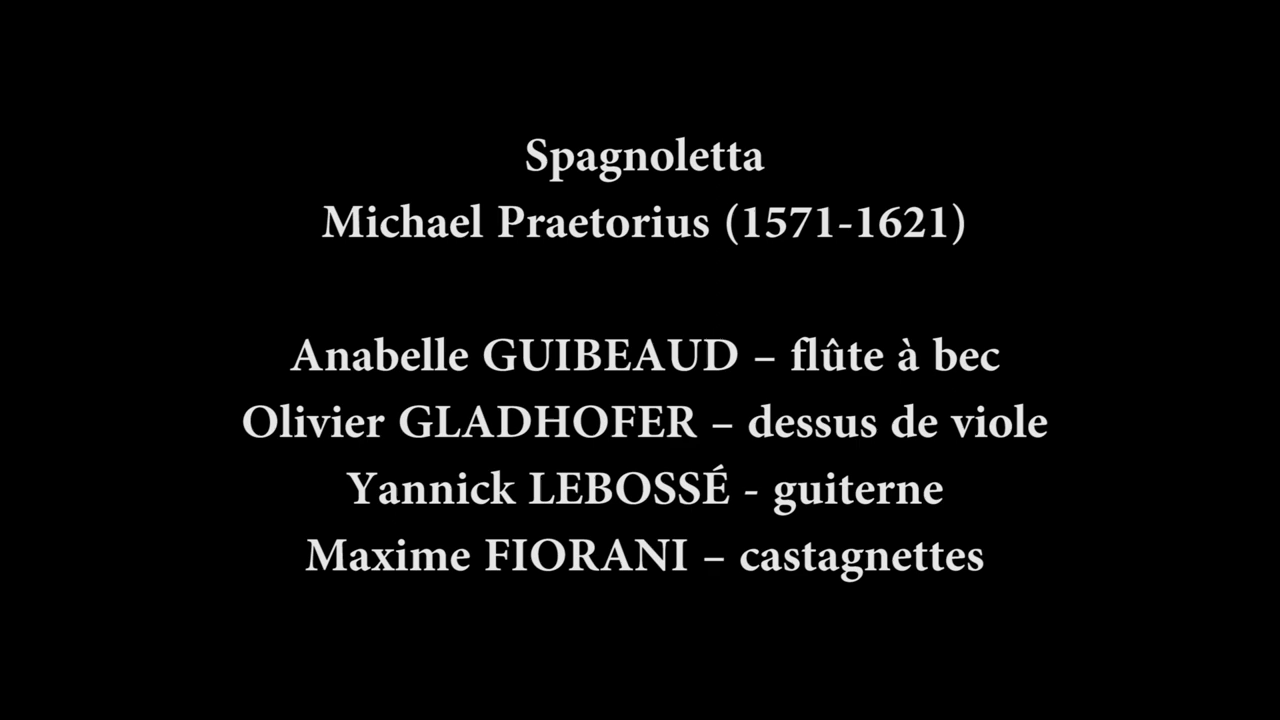 Spagnoletta
Michael Praetorius (1571-1621)
Anabelle GUIBEAUD – flûte à bec
Olivier GLADHOFER – dessus de viole
Yannick LEBOSSÉ - guiterne
Maxime FIORANI – castagnettes